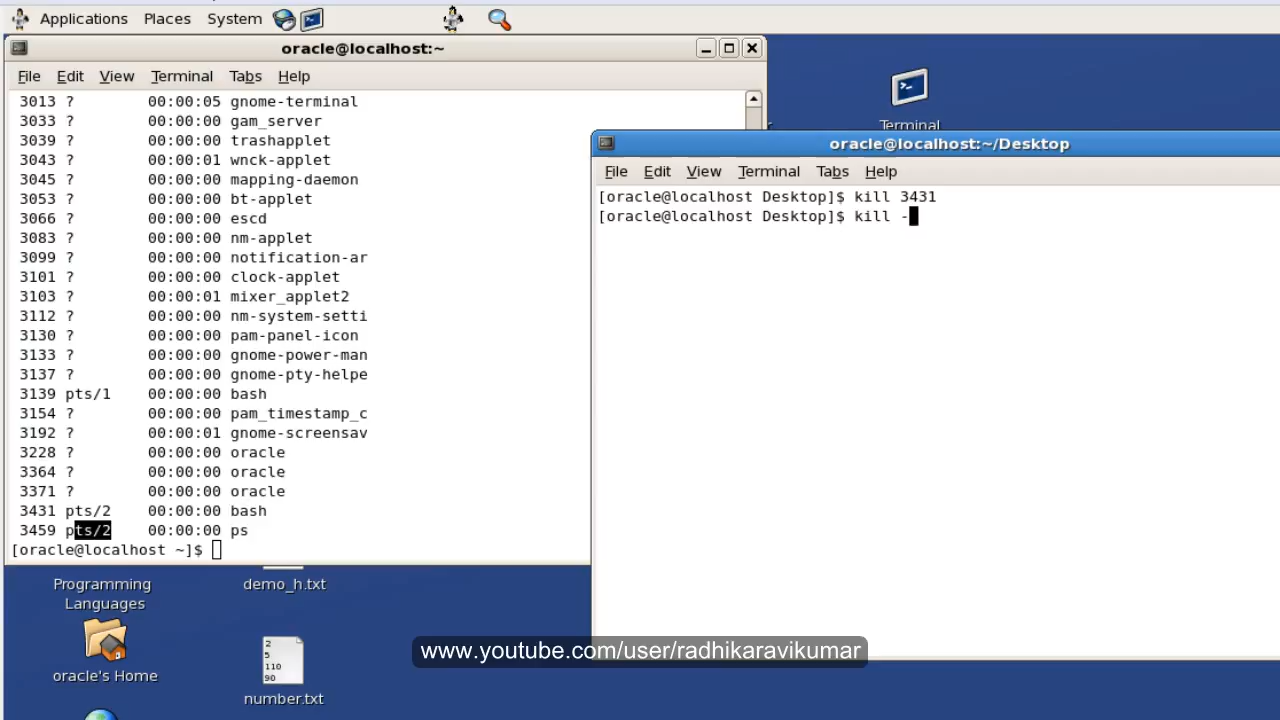 Applications Places System
oracle@localhost:~
File Edit View Terminal Tabs Help
3013 ? 00:00:05 gnome-terminal
3033 ? 00:00:00 gam_server
3039 ? 00:00:00 trashapplet
3043 ? 00:00:01 wnck-applet
3045 ? 00:00:00 mapping-daemon
3053 ? 00:00:00 bt-applet
3066 ? 00:00:00 escd
3083 ? 00:00:00 nm-applet
3099 ? 00:00:00 notification-ar
3101 ? 00:00:00 clock-applet
3103 ? 00:00:01 mixer_applet2
3112 ? 00:00:00 nm-system-setti
3130 ? 00:00:00 pam-panel-icon
3133 ? 00:00:00 gnome-power-man
3137 ? 00:00:00 gnome-pty-helpe
3139 pts/1 00:00:00 bash
3154 ? 00:00:00 pam_timestamp_c
3192 ? 00:00:01 gnome-screensav
3228 ? 00:00:00 oracle
3364 ? 00:00:00 oracle
3371 ? 00:00:00 oracle
3431 pts/2 00:00:00 bash
3459 pts/2 00:00:00 ps
[oracle@localhost ~]$
Terminal
oracle@localhost:~/Desktop
File Edit View Terminal Tabs Help
[oracle@localhost Desktop]$ kill 3431
[oracle@localhost Desktop]$ kill -
Programming
Languages
demo_h.txt
oracle's Home
2
5
110
90
number.txt
www.youtube.com/user/radhikaravikumar